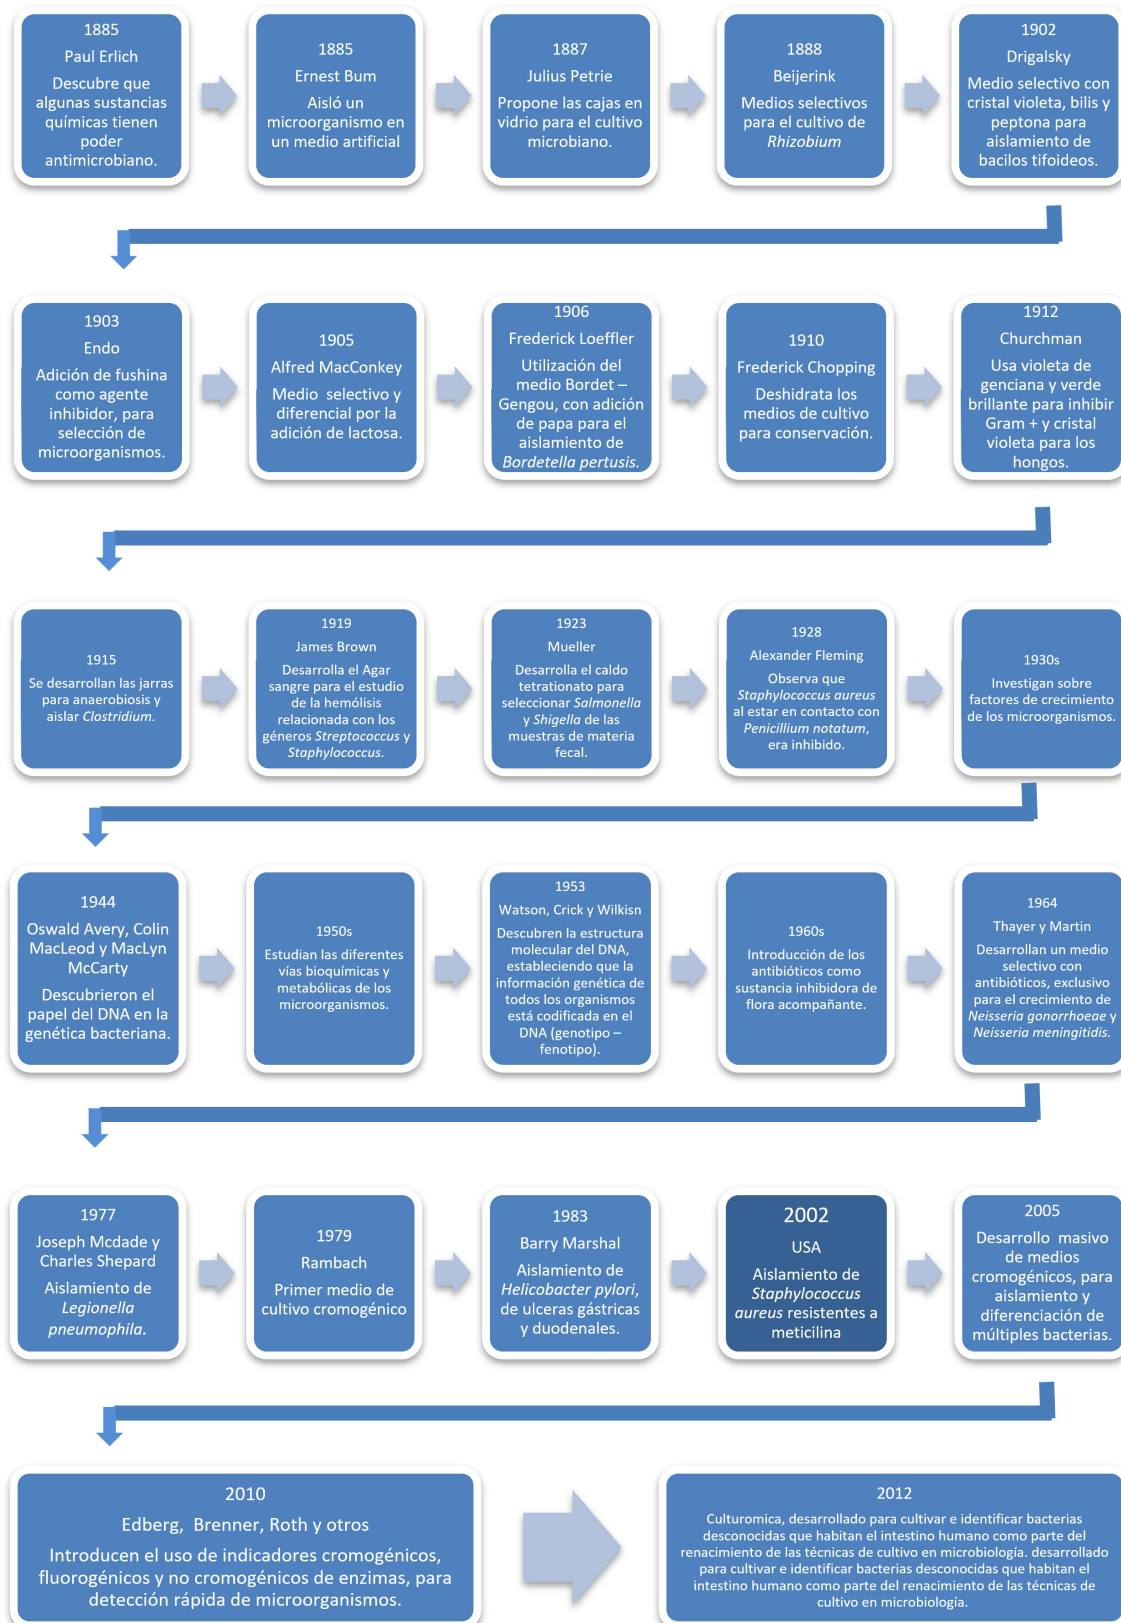 1885
Paul Erlich
Descubre que
algunas sustancias
químicas tienen
poder
antimicrobiano.
1885
Ernest Bum
Aisló un
microorganismo en
un medio artificial
1887
Julius Petrie
Propone las cajas en
vidrio para el cultivo
microbiano.
1888
Beijerink
Medios selectivos
para el cultivo de
Rhizobium
1902
Drigalsky
Medio selectivo con
cristal violeta, bilis y
peptona para
aislamiento de
bacilos tifoideos.
1903
Endo
Adición de fushina
como agente
inhibidor, para
selección de
microorganismos.
1905
Alfred MacConkey
Medio selectivo y
diferencial por la
adición de lactosa.
1906
Frederick Loeffler
Utilización del
medio Bordet –
Gengou, con adición
de papa para el
aislamiento de
Bordetella pertusis.
1910
Frederick Chopping
Deshidrata los
medios de cultivo
para conservación.
1912
Churchman
Usa violeta de
genciana y verde
brillante para inhibir
Gram + y cristal
violeta para los
hongos.
1915
Se desarrollan las jarras
para anaerobiosis y
aislar Clostridium.
1919
James Brown
Desarrolla el Agar
sangre para el estudio
de la hemólisis
relacionada con los
géneros Streptococcus y
Staphylococcus.
1923
Mueller
Desarrolla el caldo
tetrationato para
seleccionar Salmonella
y Shigella de las
muestras de materia
fecal.
1928
Alexander Fleming
Observa que
Staphylococcus aureus
al estar en contacto con
Penicillium notatum,
era inhibido.
1930s
Investigan sobre
factores de crecimiento
de los microorganismos.
1944
Oswald Avery, Colin
MacLeod y MacLyn
McCarty
Descubrieron el
papel del DNA en la
genética bacteriana.
1950s
Estudian las diferentes
vías bioquímicas y
metabólicas de los
microorganismos.
1953
Watson, Crick y Wilkisn
Descubren la estructura
molecular del DNA,
estableciendo que la
información genética de
todos los organismos
está codificada en el
DNA (genotipo –
fenotipo).
1960s
Introducción de los
antibióticos como
sustancia inhibidora de
flora acompañante.
1964
Thayer y Martin
Desarrollan un medio
selectivo con
antibióticos, exclusivo
para el crecimiento de
Neisseria gonorrhoeae y
Neisseria meningitidis.
1977
Joseph Mcdade y
Charles Shepard
Aislamiento de
Legionella
pneumophila.
1979
Rambach
Primer medio de
cultivo cromogénico
1983
Barry Marshal
Aislamiento de
Helicobacter pylori,
de ulceras gástricas
y duodenales.
2002
USA
Aislamiento de
Staphylococcus
aureus resistentes a
meticilina
2005
Desarrollo masivo
de medios
cromogénicos, para
aislamiento y
diferenciación de
múltiples bacterias.
2010
Edberg, Brenner, Roth y otros
Introducen el uso de indicadores cromogénicos,
fluorogénicos y no cromogénicos de enzimas, para
detección rápida de microorganismos.
2012
Culturomica, desarrollado para cultivar e identificar bacterias
desconocidas que habitan el intestino humano como parte del
renacimiento de las técnicas de cultivo en microbiología. desarrollado
para cultivar e identificar bacterias desconocidas que habitan el
intestino humano como parte del renacimiento de las técnicas de
cultivo en microbiología.